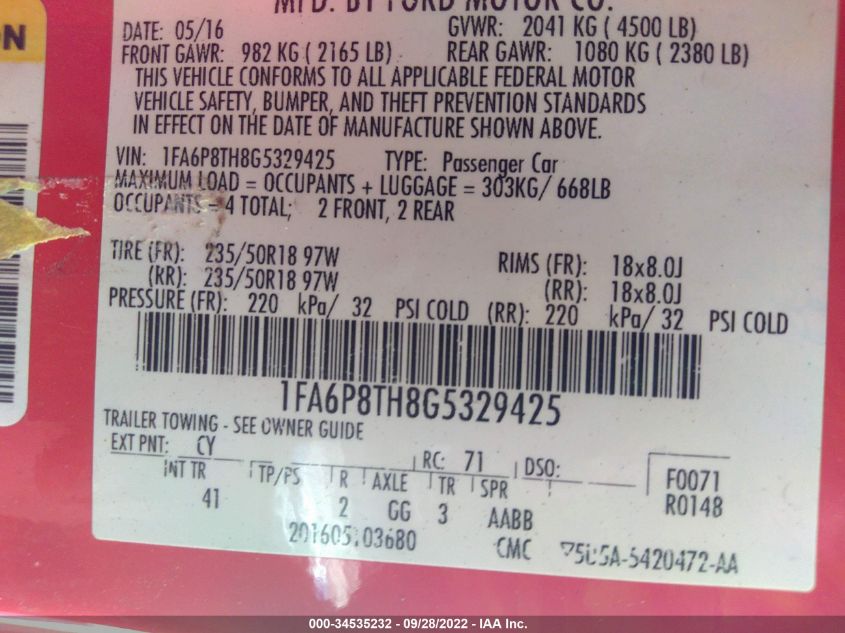 ON
MFD. BY FORD MOTOR CO.
DATE: 05/16 GVWR: 2041 KG ( 4500 LB)
FRONT GAWR: 982 KG ( 2165 LB) REAR GAWR: 1080 KG ( 2380 LB)
THIS VEHICLE CONFORMS TO ALL APPLICABLE FEDERAL MOTOR
VEHICLE SAFETY, BUMPER, AND THEFT PREVENTION STANDARDS
IN EFFECT ON THE DATE OF MANUFACTURE SHOWN ABOVE.
VIN: 1FA6P8TH8G5329425 TYPE: Passenger Car
MAXIMUM LOAD = OCCUPANTS + LUGGAGE = 303KG/ 668LB
OCCUPANTS = 4 TOTAL; 2 FRONT, 2 REAR
TIRE (FR): 235/50R18 97W RIMS (FR): 18x8.0J
(RR): 235/50R18 97W (RR): 18x8.0J
PRESSURE (FR): 220 kPa/ 32 PSI COLD (RR): 220 kPa/ 32 PSI COLD
1FA6P8TH8G5329425
TRAILER TOWING - SEE OWNER GUIDE
EXT PNT: CY RC: 71 DSO: F0071
INT TR TP/PS R AXLE TR SPR R0148
41 2 GG 3 AABB
CMC
000-34535232 - 09/28/2022 - IAA Inc.